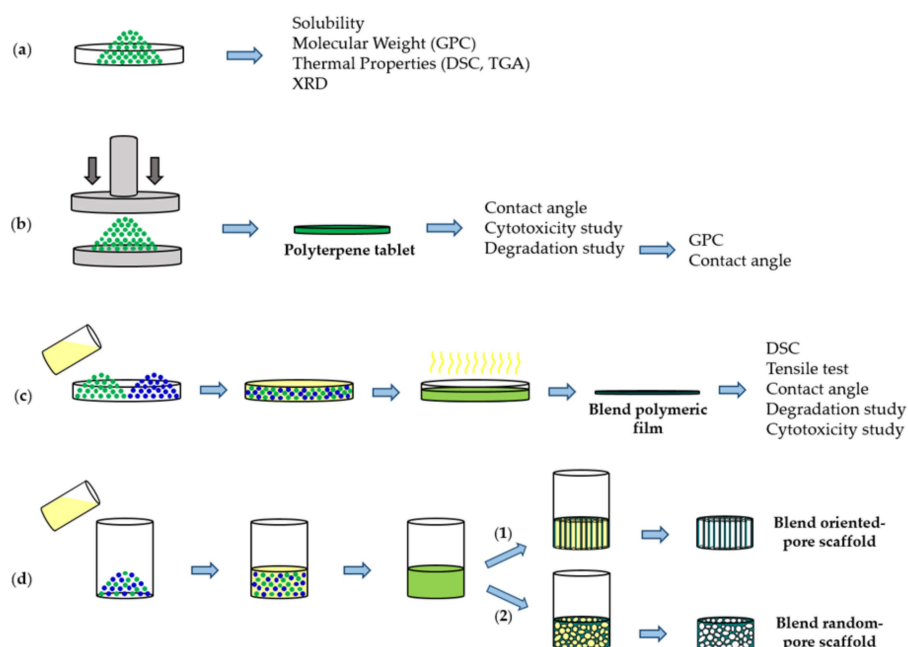 (a)
Solubility
Molecular Weight (GPC)
Thermal Properties (DSC, TGA)
XRD
(b)
Polyterpene tablet
Contact angle
Cytotoxicity study
Degradation study
GPC
Contact angle
(c)
Blend polymeric
film
DSC
Tensile test
Contact angle
Degradation study
Cytotoxicity study
(d)
(1)
Blend oriented-
pore scaffold
(2)
Blend random-
pore scaffold